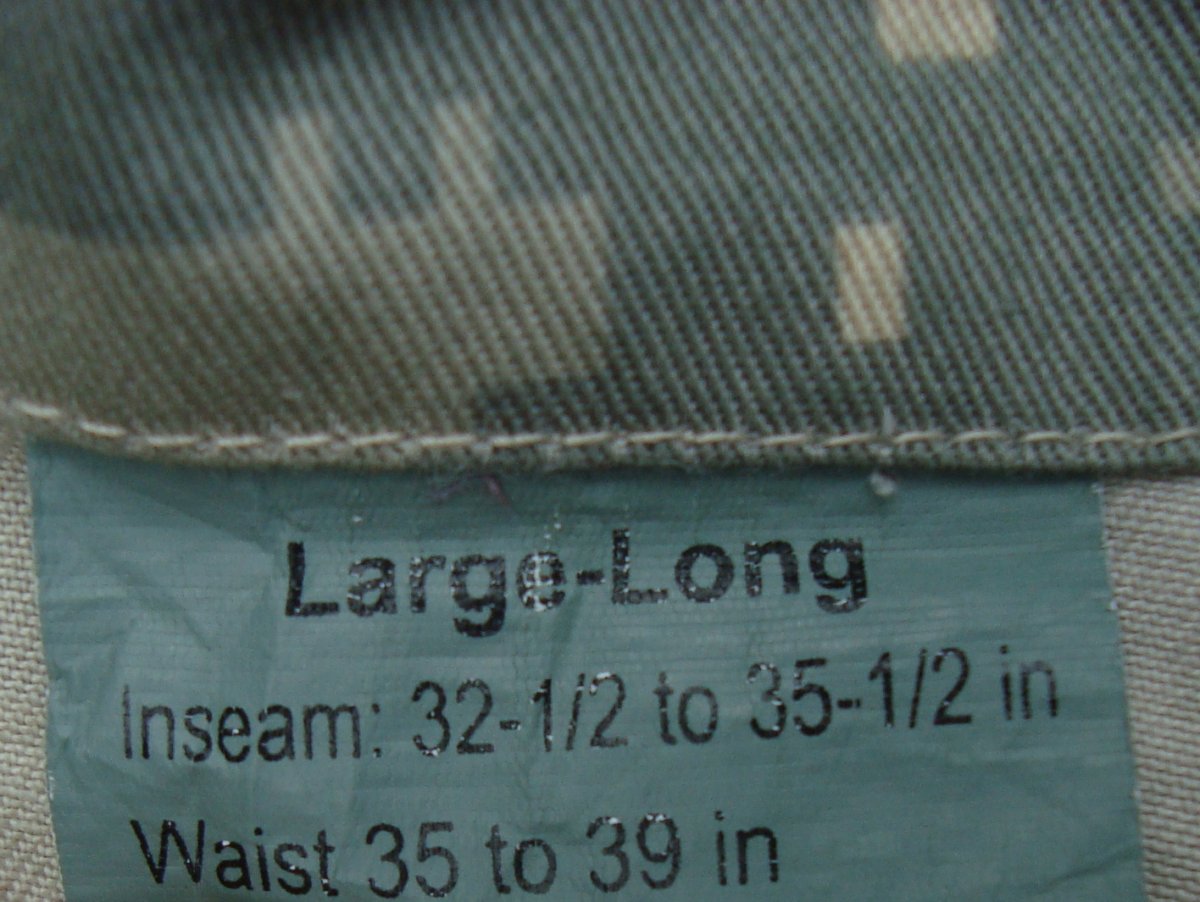 Large-Long
Inseam: 32-1/2 to 35-1/2 in
Waist 35 to 39 in